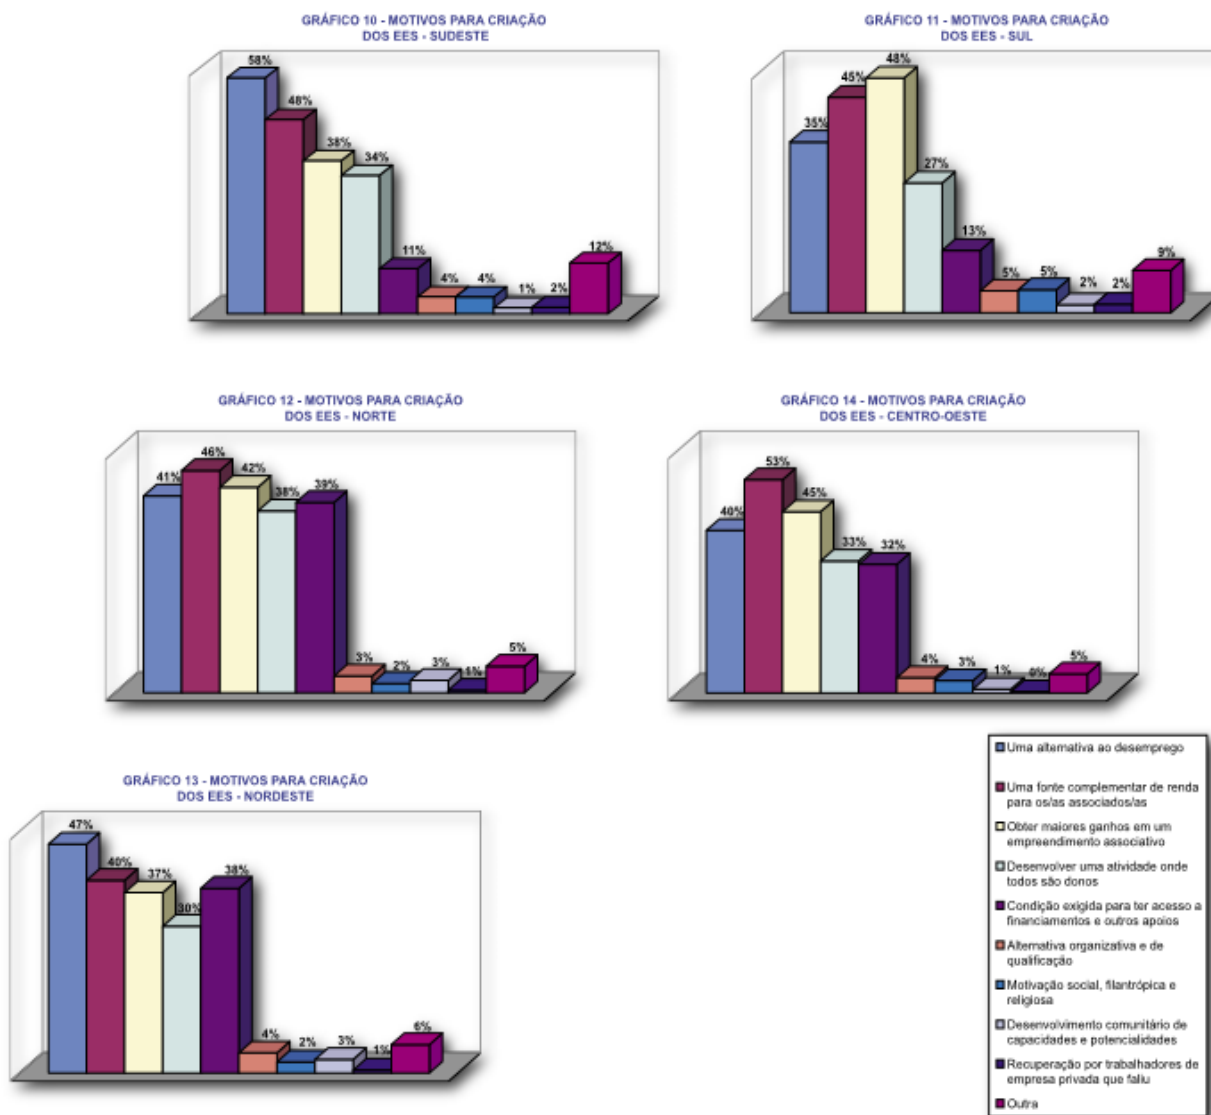 GRÁFICO 10 - MOTIVOS PARA CRIAÇÃO
DOS EES - SUDESTE
58%
48%
38%
34%
11%
4%
4%
1%
2%
12%
GRÁFICO 11 - MOTIVOS PARA CRIAÇÃO
DOS EES - SUL
35%
45%
48%
27%
13%
5%
5%
2%
2%
9%
GRÁFICO 12 - MOTIVOS PARA CRIAÇÃO
DOS EES - NORTE
41%
46%
42%
38%
39%
3%
2%
3%
1%
5%
GRÁFICO 14 - MOTIVOS PARA CRIAÇÃO
DOS EES - CENTRO-OESTE
40%
53%
45%
33%
32%
4%
3%
1%
0%
5%
GRÁFICO 13 - MOTIVOS PARA CRIAÇÃO
DOS EES - NORDESTE
47%
40%
37%
30%
38%
4%
2%
3%
1%
6%
Uma alternativa ao desemprego
Uma fonte complementar de renda
para os/as associados/as
Obter maiores ganhos em um
empreendimento associativo
Desenvolver uma atividade onde
todos são donos
Condição exigida para ter acesso a
financiamentos e outros apoios
Alternativa organizativa e de
qualificação
Motivação social, filantrópica e
religiosa
Desenvolvimento comunitário de
capacidades e potencialidades
Recuperação por trabalhadores de
empresa privada que faliu
Outra